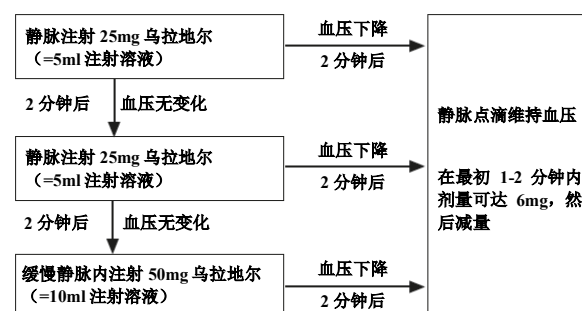 静脉注射 25mg 乌拉地尔
（=5ml 注射溶液）
血压下降
2 分钟后
2 分钟后
血压无变化
静脉注射 25mg 乌拉地尔
（=5ml 注射溶液）
血压下降
2 分钟后
2 分钟后
血压无变化
缓慢静脉内注射 50mg 乌拉地尔
（=10ml 注射溶液）
血压下降
2 分钟后
静脉点滴维持血压
在最初 1-2 分钟内
剂量可达 6mg，然
后减量